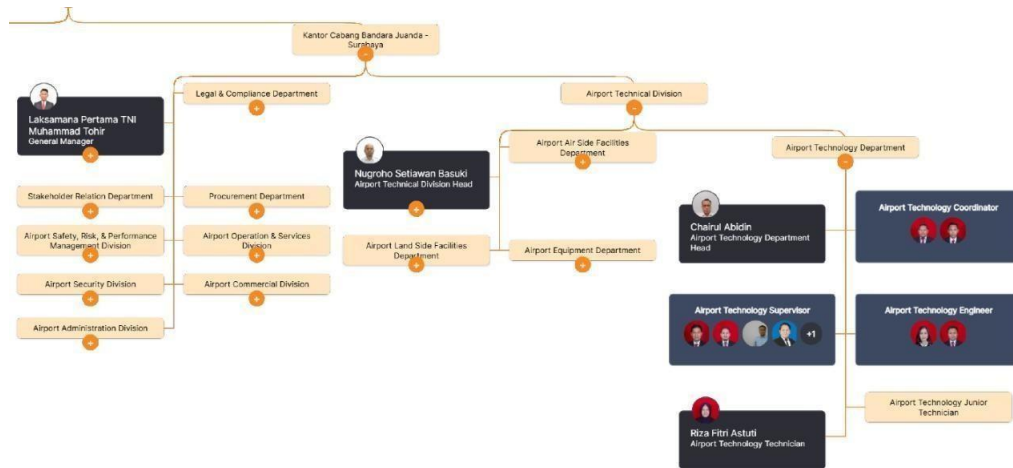 Kantor Cabang Bandara Juanda -
Surabaya
Legal & Compliance Department
Laksamana Pertama TNI
Muhammad Tohir
General Manager
Stakeholder Relation Department
Procurement Department
Airport Safety, Risk, & Performance
Management Division
Airport Operation & Services
Division
Airport Security Division
Airport Commercial Division
Airport Administration Division
Airport Technical Division
Nugroho Setiawan Basuki
Airport Technical Division Head
Airport Air Side Facilities
Department
Airport Land Side Facilities
Department
Airport Equipment Department
Airport Technology Department
Chairul Abidin
Airport Technology Department
Head
Airport Technology Coordinator
Airport Technology Supervisor
+1
Airport Technology Engineer
Riza Fitri Astuti
Airport Technology Technician
Airport Technology Junior
Technician